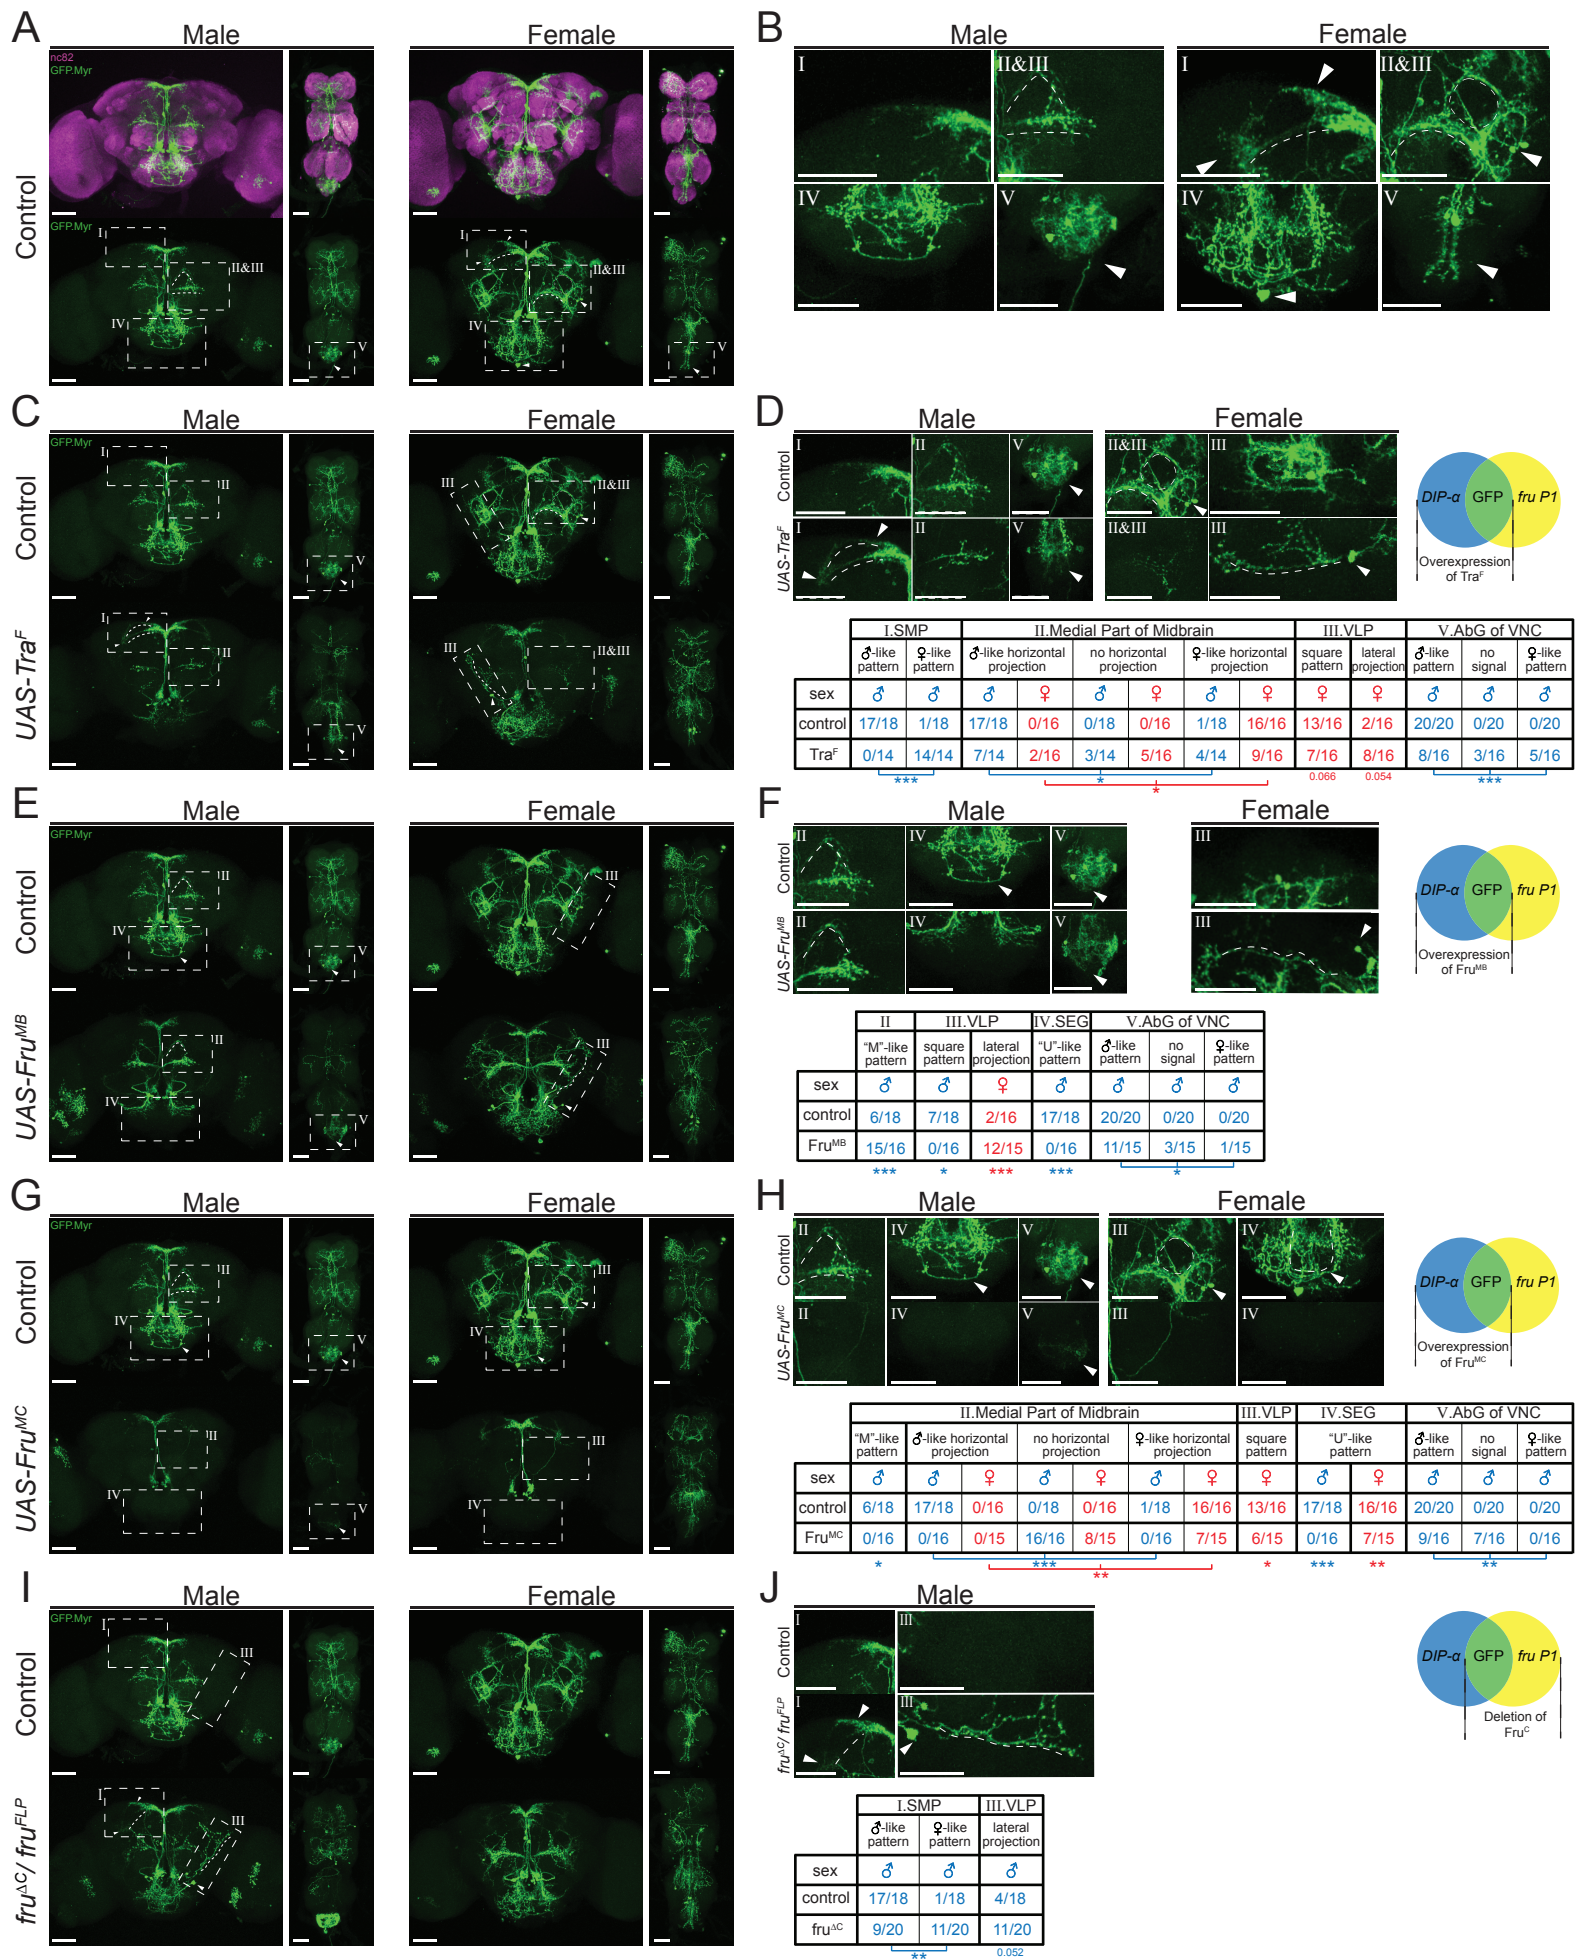 A
Male
Female
nc82
GFP.Myr
Control
GFP.Myr
I
II&III
IV
V
I
II&III
IV
V
B
Male
Female
I
II&III
I
II&III
IV
V
IV
V
C
Male
Female
GFP.Myr
Control
I
II
V
III
II&III
UAS-Traᶠ
I
II
V
III
II&III
D
Male
Female
Control
I
II
V
II&III
III
UAS-Traᶠ
I
II
V
II&III
III
DIP-α GFP fru P1
Overexpression
of Traᶠ
I.SMP II.Medial Part of Midbrain III.VLP V.AbG of VNC
♂-like pattern ♀-like pattern ♂-like horizontal projection no horizontal projection ♀-like horizontal projection square pattern lateral projection ♂-like pattern no signal ♀-like pattern
sex ♂ ♂ ♂ ♀ ♂ ♀ ♂ ♀ ♀ ♀ ♂ ♂ ♂
control 17/18 1/18 17/18 0/16 0/18 0/16 1/18 16/16 13/16 2/16 20/20 0/20 0/20
Traᶠ 0/14 14/14 7/14 2/16 3/14 5/16 4/14 9/16 7/16 8/16 8/16 3/16 5/16
*** * * 0.066 0.054 ***
E
Male
Female
GFP.Myr
Control
II
IV
V
III
UAS-Fruᴹᴮ
II
IV
V
III
F
Male
Female
Control
II
IV
V
III
UAS-Fruᴹᴮ
II
IV
V
III
DIP-α GFP fru P1
Overexpression
of Fruᴹᴮ
II III.VLP IV.SEG V.AbG of VNC
“M”-like pattern square pattern lateral projection “U”-like pattern ♂-like pattern no signal ♀-like pattern
sex ♂ ♂ ♀ ♂ ♂ ♂ ♂
control 6/18 7/18 2/16 17/18 20/20 0/20 0/20
Fruᴹᴮ 15/16 0/16 12/15 0/16 11/15 3/15 1/15
*** * *** *** *
G
Male
Female
GFP.Myr
Control
II
IV
V
III
IV
UAS-Fruᴹᶜ
II
IV
V
III
IV
H
Male
Female
Control
II
IV
V
III
IV
UAS-Fruᴹᶜ
II
IV
V
III
IV
DIP-α GFP fru P1
Overexpression
of Fruᴹᶜ
II.Medial Part of Midbrain III.VLP IV.SEG V.AbG of VNC
“M”-like pattern ♂-like horizontal projection no horizontal projection ♀-like horizontal projection square pattern “U”-like pattern ♂-like pattern no signal ♀-like pattern
sex ♂ ♂ ♀ ♂ ♀ ♂ ♀ ♀ ♂ ♀ ♂ ♂ ♂
control 6/18 17/18 0/16 0/18 0/16 1/18 16/16 13/16 17/18 16/16 20/20 0/20 0/20
Fruᴹᶜ 0/16 0/16 0/15 16/16 8/15 0/16 7/15 6/15 0/16 7/15 9/16 7/16 0/16
* *** ** * *** ** **
I
Male
Female
GFP.Myr
Control
I
III
fruᐃᶜ/ fruᶠᴸᴾ
I
III
J
Male
Control
I
III
fruᐃᶜ/ fruᶠᴸᴾ
I
III
DIP-α GFP fru P1
Deletion of
Fruᶜ
I.SMP III.VLP
♂-like pattern ♀-like pattern lateral projection
sex ♂ ♂ ♂
control 17/18 1/18 4/18
fruᐃᶜ 9/20 11/20 11/20
** 0.052